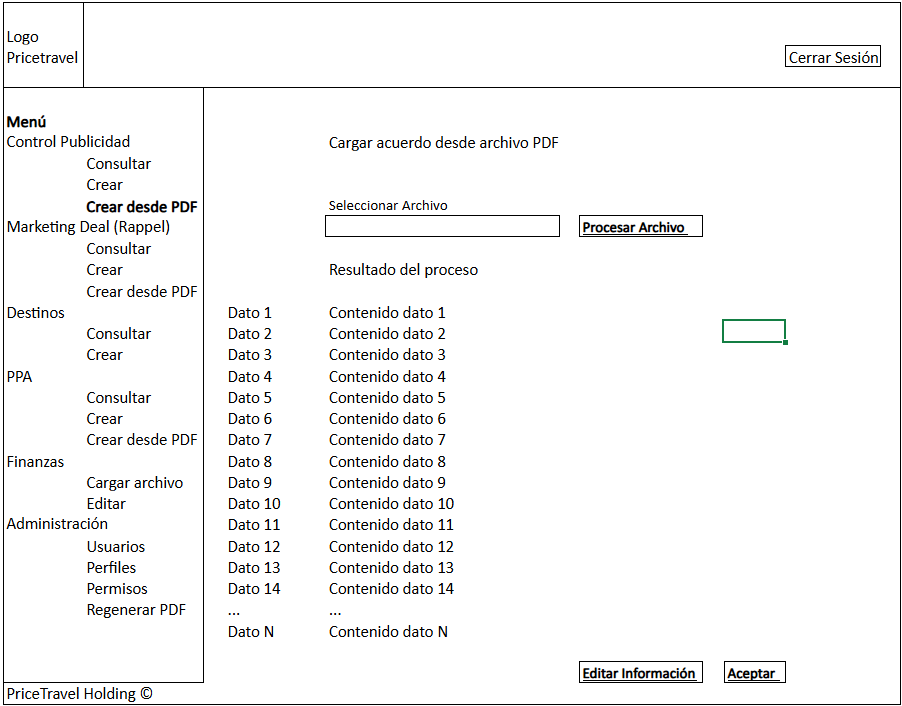 Logo
Pricetravel
Cerrar Sesión
Menú
Control Publicidad
Consultar
Crear
Crear desde PDF
Marketing Deal (Rappel)
Consultar
Crear
Crear desde PDF
Destinos
Consultar
Crear
PPA
Consultar
Crear
Crear desde PDF
Finanzas
Cargar archivo
Editar
Administración
Usuarios
Perfiles
Permisos
Regenerar PDF
Cargar acuerdo desde archivo PDF
Seleccionar Archivo
Procesar Archivo
Resultado del proceso
Dato 1 Contenido dato 1
Dato 2 Contenido dato 2
Dato 3 Contenido dato 3
Dato 4 Contenido dato 4
Dato 5 Contenido dato 5
Dato 6 Contenido dato 6
Dato 7 Contenido dato 7
Dato 8 Contenido dato 8
Dato 9 Contenido dato 9
Dato 10 Contenido dato 10
Dato 11 Contenido dato 11
Dato 12 Contenido dato 12
Dato 13 Contenido dato 13
Dato 14 Contenido dato 14
... ...
Dato N Contenido dato N
Editar Información Aceptar
PriceTravel Holding ©